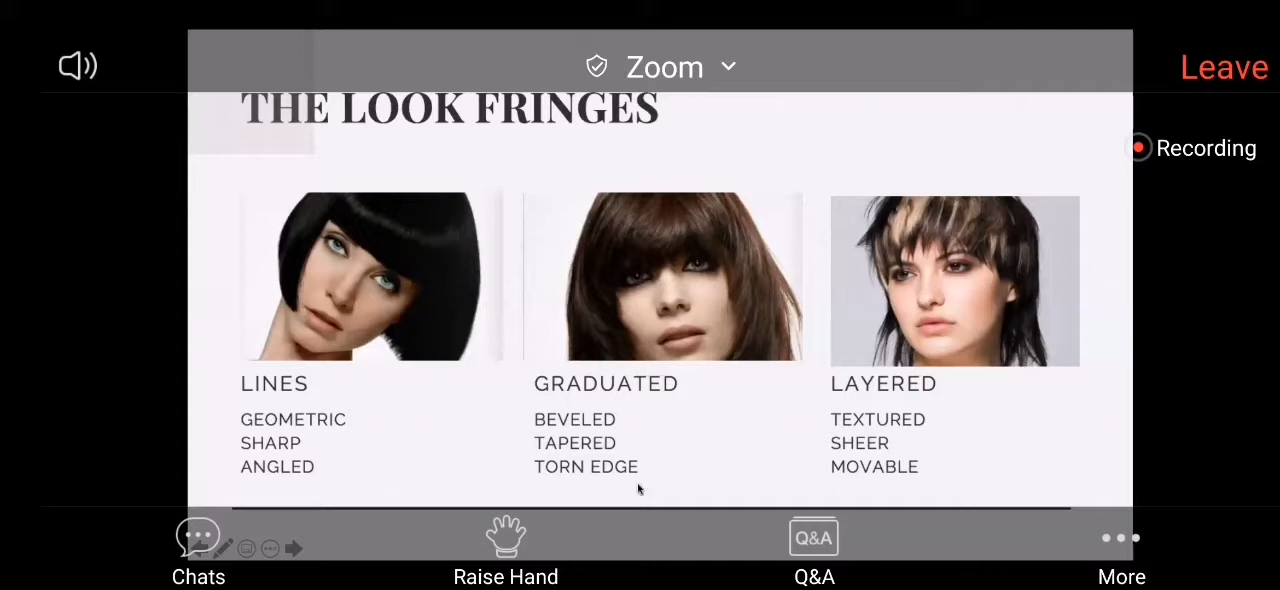 Zoom
Leave
THE LOOK FRINGES
Recording
LINES
GEOMETRIC
SHARP
ANGLED
GRADUATED
BEVELED
TAPERED
TORN EDGE
LAYERED
TEXTURED
SHEER
MOVABLE
Q&A
Chats
Raise Hand
Q&A
More